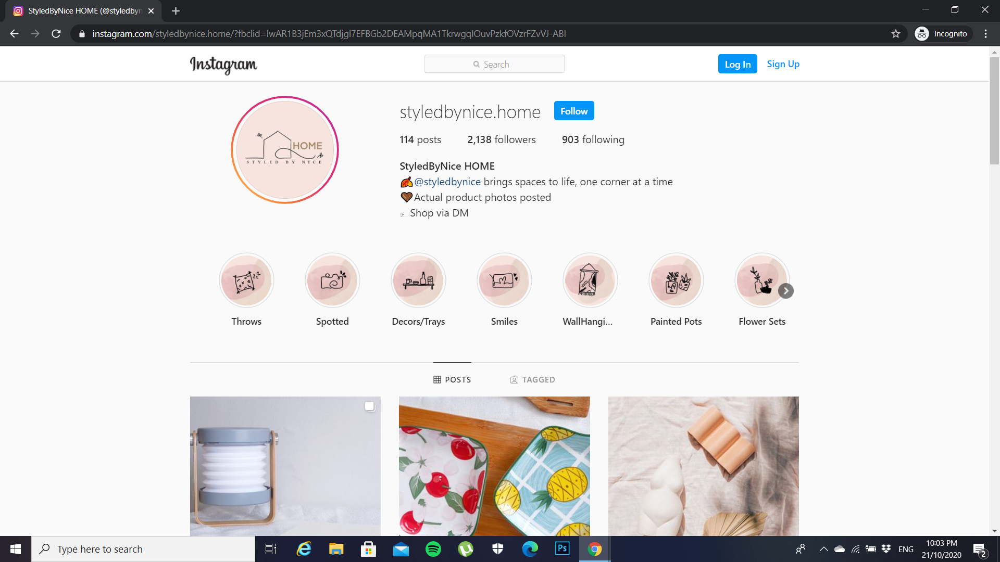 StyledByNice HOME (@styledbyn
instagram.com/styledbynice.home/?fbclid=IwAR1B3jEm3xQTdjgl7EFBGb2DEAMpqMA1TkrwgqIOuvPzkfOVzrFZvVJ-ABI
Incognito
Instagram
Search
Log In
Sign Up
HOME
STYLED BY NICE
styledbynice.home
Follow
114 posts
2,138 followers
903 following
StyledByNice HOME
🍂@styledbynice brings spaces to life, one corner at a time
🤎Actual product photos posted
🏷Shop via DM
zzz
Throws
Spotted
Decors/Trays
Smiles
WallHangi...
Painted Pots
Flower Sets
POSTS
TAGGED
Type here to search
Ps
ENG
10:03 PM
21/10/2020
2